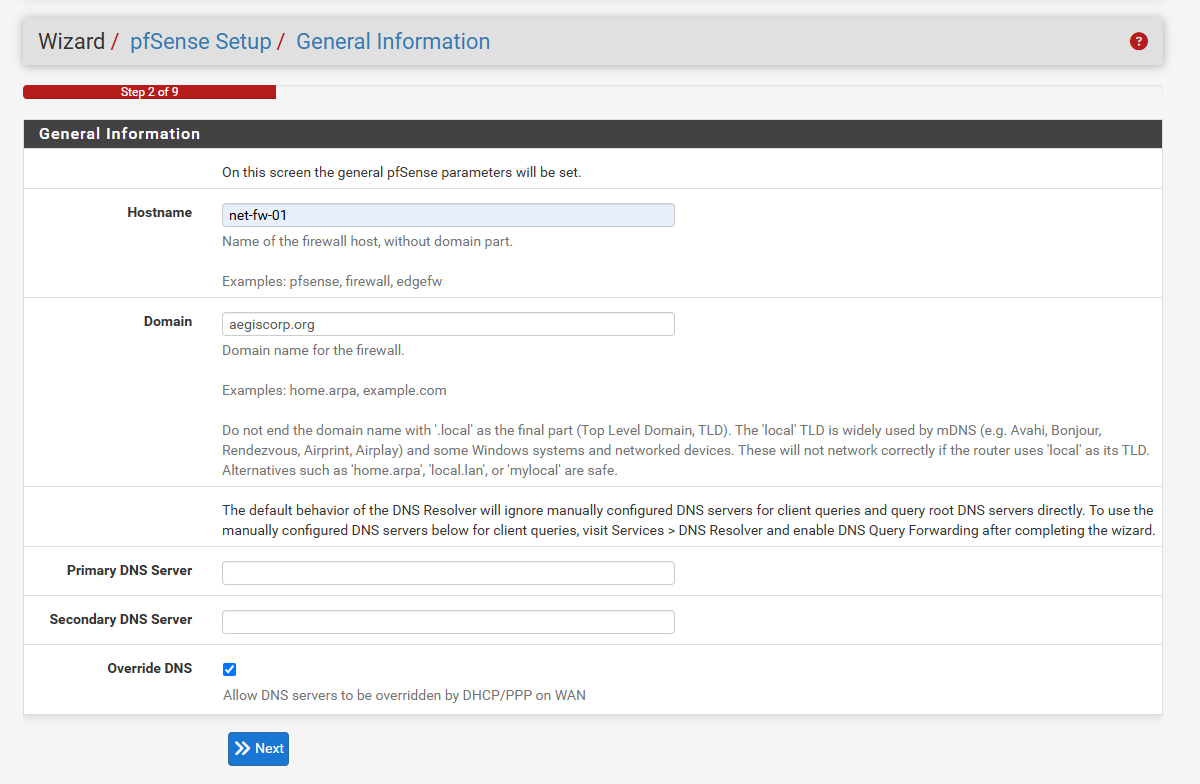 Wizard / pfSense Setup / General Information
?
Step 2 of 9
General Information
On this screen the general pfSense parameters will be set.
Hostname
net-fw-01
Name of the firewall host, without domain part.
Examples: pfsense, firewall, edgefw
Domain
aegiscorp.org
Domain name for the firewall.
Examples: home.arpa, example.com
Do not end the domain name with '.local' as the final part (Top Level Domain, TLD). The 'local' TLD is widely used by mDNS (e.g. Avahi, Bonjour,
Rendezvous, Airprint, Airplay) and some Windows systems and networked devices. These will not network correctly if the router uses 'local' as its TLD.
Alternatives such as 'home.arpa', 'local.lan', or 'mylocal' are safe.
The default behavior of the DNS Resolver will ignore manually configured DNS servers for client queries and query root DNS servers directly. To use the
manually configured DNS servers below for client queries, visit Services > DNS Resolver and enable DNS Query Forwarding after completing the wizard.
Primary DNS Server
Secondary DNS Server
Override DNS
Allow DNS servers to be overridden by DHCP/PPP on WAN
Next